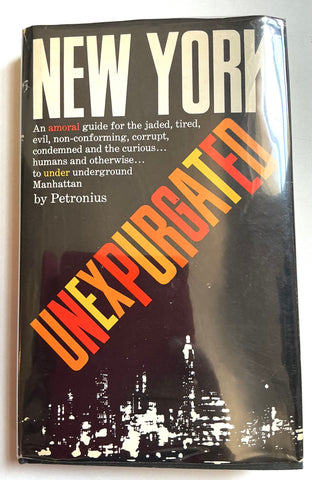 NEW YORK
An amoral guide for the jaded, tired,
evil, non-conforming, corrupt,
condemned and the curious...
humans and otherwise...
to under underground
Manhattan
by Petronius
UNEXPURGATED